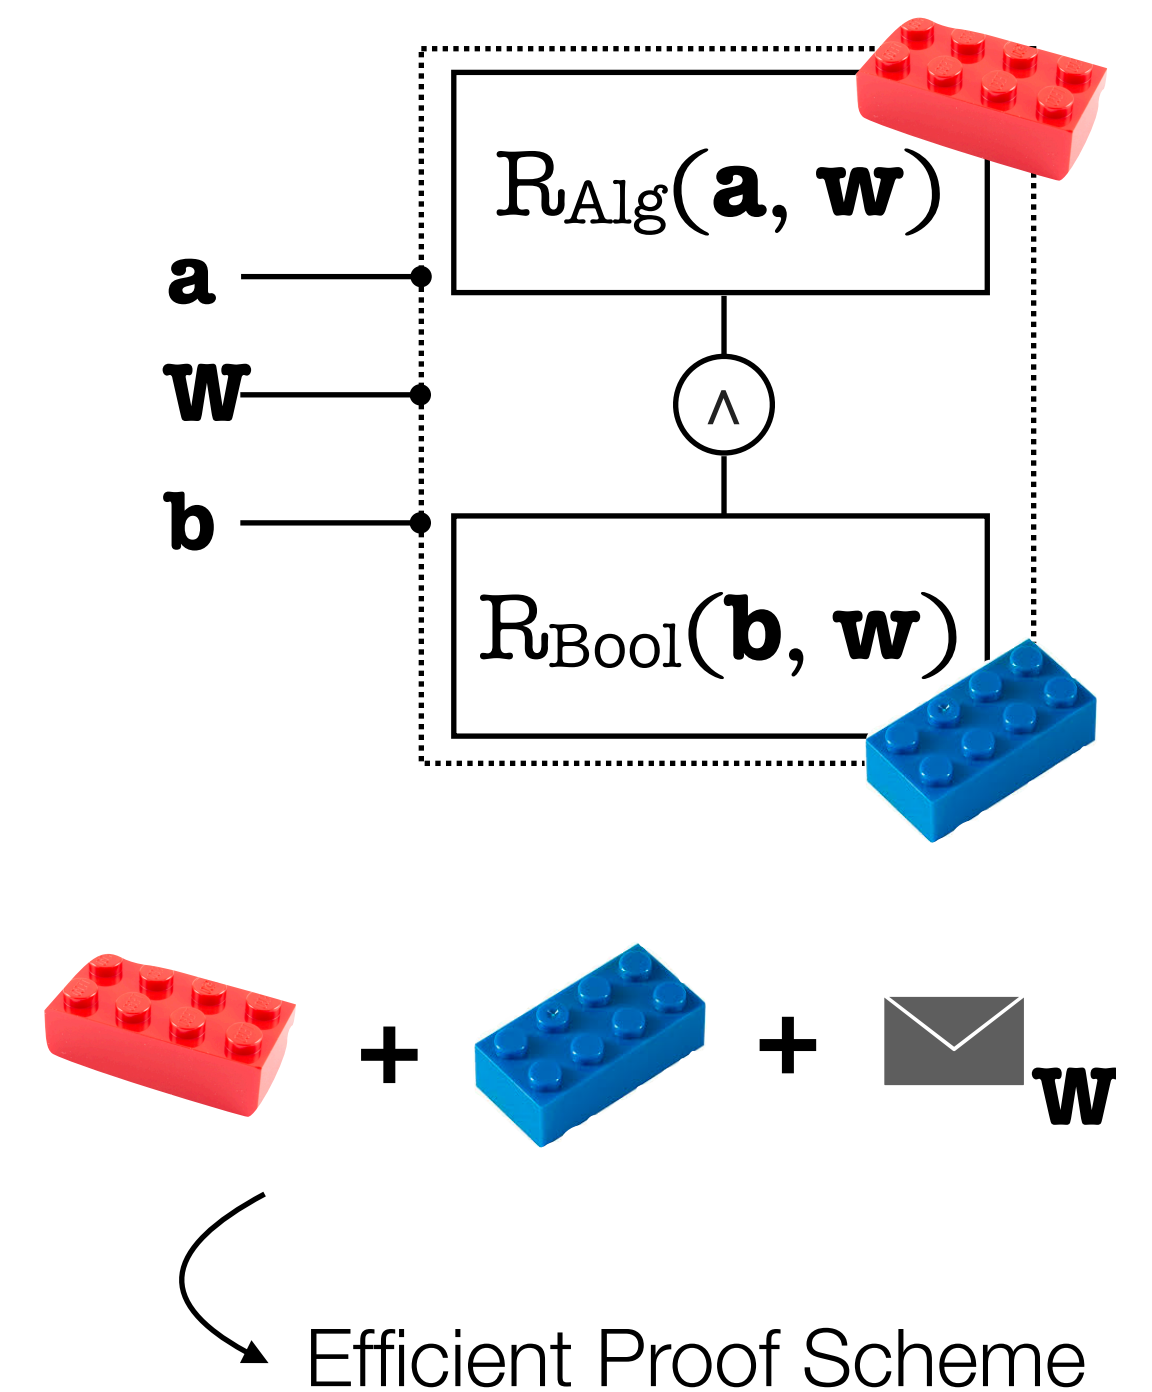 R_Alg(a, w)
a
w
∧
b
R_Bool(b, w)
+ +
w
Efficient Proof Scheme